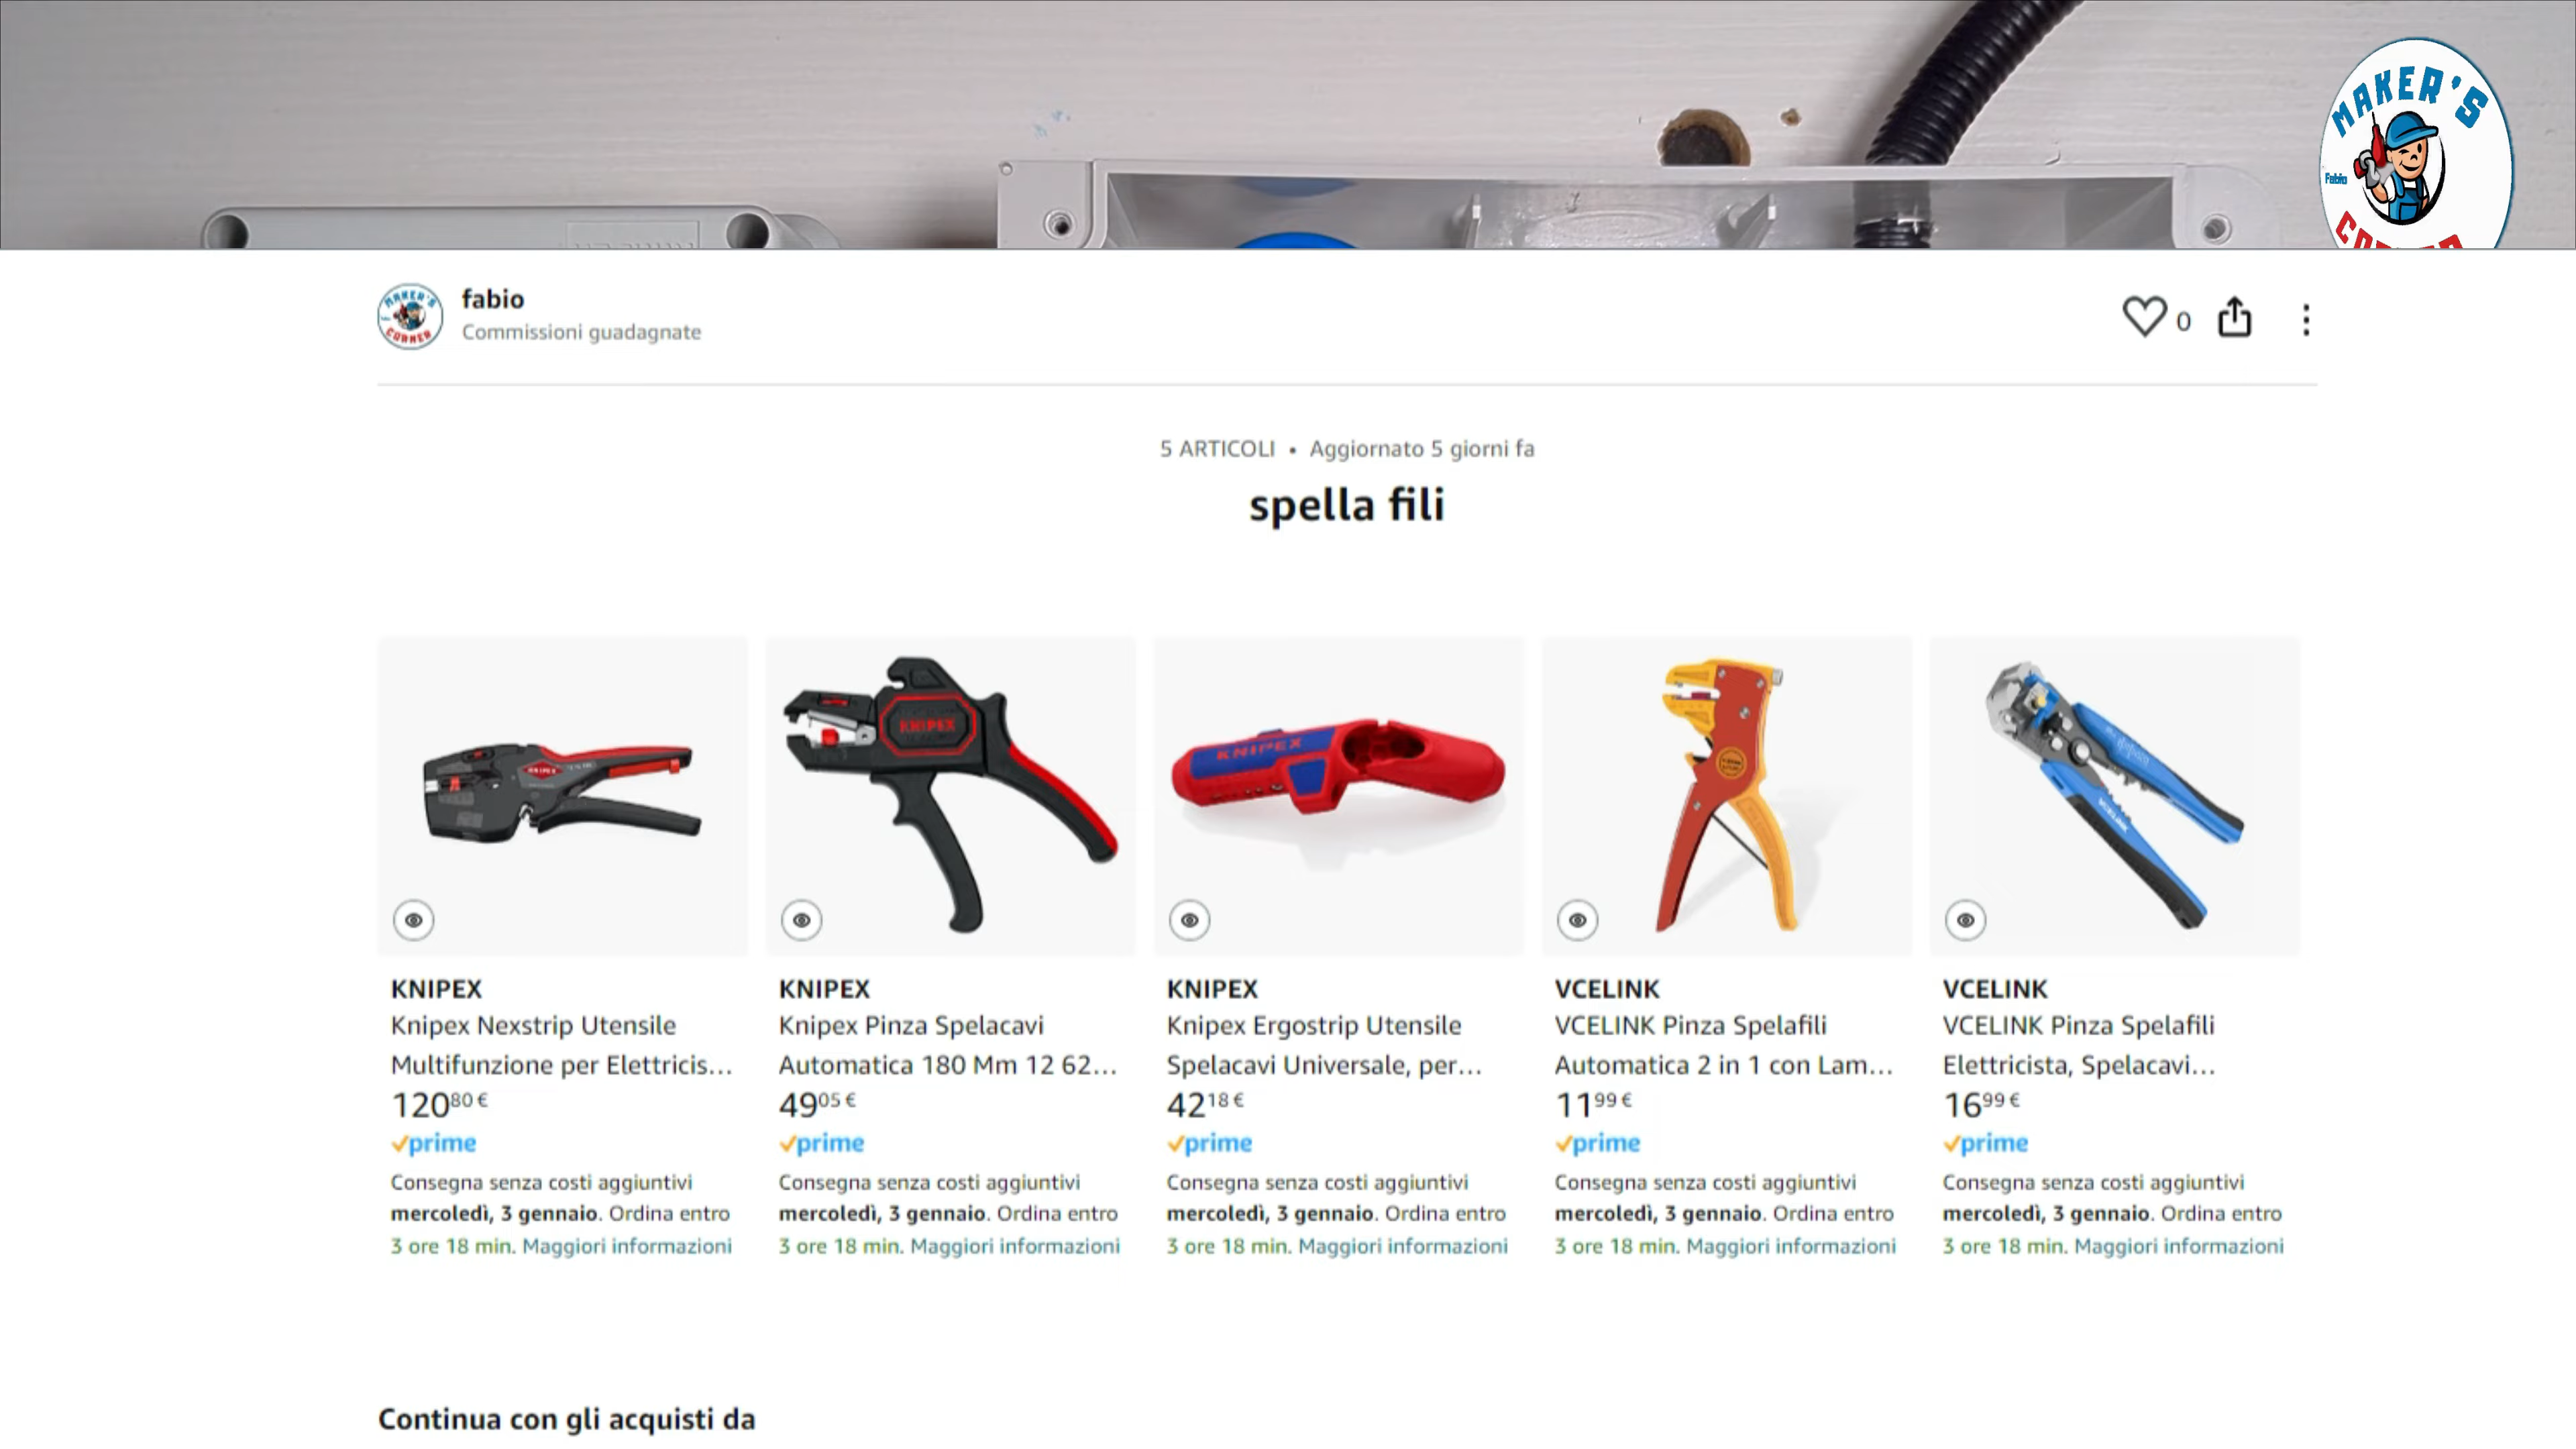 MAKER'S
Fabio
fabio
Commissioni guadagnate
0
5 ARTICOLI • Aggiornato 5 giorni fa
spella fili
KNIPEX
KNIPEX
KNIPEX
VCELINK
KNIPEX
Knipex Nexstrip Utensile
Multifunzione per Elettricis...
120 80 €
prime
Consegna senza costi aggiuntivi
mercoledì, 3 gennaio. Ordina entro
3 ore 18 min. Maggiori informazioni
KNIPEX
Knipex Pinza Spelacavi
Automatica 180 Mm 12 62...
49 05 €
prime
Consegna senza costi aggiuntivi
mercoledì, 3 gennaio. Ordina entro
3 ore 18 min. Maggiori informazioni
KNIPEX
Knipex Ergostrip Utensile
Spelacavi Universale, per...
42 18 €
prime
Consegna senza costi aggiuntivi
mercoledì, 3 gennaio. Ordina entro
3 ore 18 min. Maggiori informazioni
VCELINK
VCELINK Pinza Spelafili
Automatica 2 in 1 con Lam...
11 99 €
prime
Consegna senza costi aggiuntivi
mercoledì, 3 gennaio. Ordina entro
3 ore 18 min. Maggiori informazioni
VCELINK
VCELINK Pinza Spelafili
Elettricista, Spelacavi...
16 99 €
prime
Consegna senza costi aggiuntivi
mercoledì, 3 gennaio. Ordina entro
3 ore 18 min. Maggiori informazioni
Continua con gli acquisti da